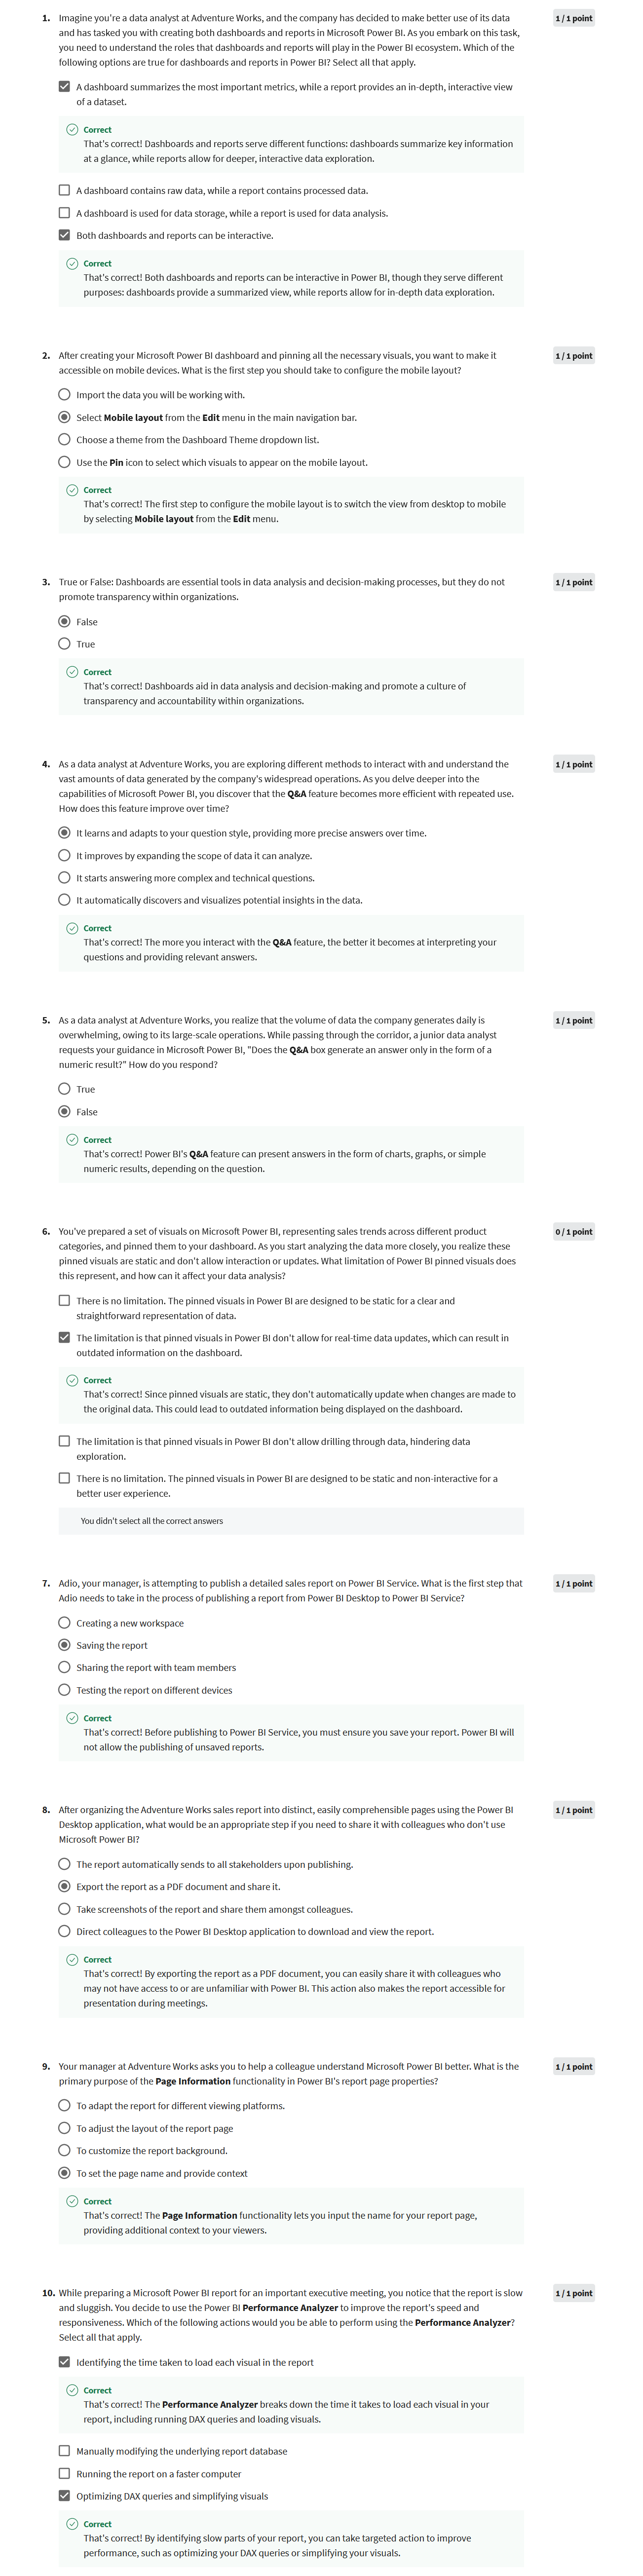 1. Imagine you're a data analyst at Adventure Works, and the company has decided to make better use of its data
1 / 1 point
and has tasked you with creating both dashboards and reports in Microsoft Power BI. As you embark on this task,
you need to understand the roles that dashboards and reports will play in the Power BI ecosystem. Which of the
following options are true for dashboards and reports in Power BI? Select all that apply.
A dashboard summarizes the most important metrics, while a report provides an in-depth, interactive view
of a dataset.
Correct
That's correct! Dashboards and reports serve different functions: dashboards summarize key information
at a glance, while reports allow for deeper, interactive data exploration.
A dashboard contains raw data, while a report contains processed data.
A dashboard is used for data storage, while a report is used for data analysis.
Both dashboards and reports can be interactive.
Correct
That's correct! Both dashboards and reports can be interactive in Power BI, though they serve different
purposes: dashboards provide a summarized view, while reports allow for in-depth data exploration.
2. After creating your Microsoft Power BI dashboard and pinning all the necessary visuals, you want to make it
1 / 1 point
accessible on mobile devices. What is the first step you should take to configure the mobile layout?
Import the data you will be working with.
Select Mobile layout from the Edit menu in the main navigation bar.
Choose a theme from the Dashboard Theme dropdown list.
Use the Pin icon to select which visuals to appear on the mobile layout.
Correct
That's correct! The first step to configure the mobile layout is to switch the view from desktop to mobile
by selecting Mobile layout from the Edit menu.
3. True or False: Dashboards are essential tools in data analysis and decision-making processes, but they do not
1 / 1 point
promote transparency within organizations.
False
True
Correct
That's correct! Dashboards aid in data analysis and decision-making and promote a culture of
transparency and accountability within organizations.
4. As a data analyst at Adventure Works, you are exploring different methods to interact with and understand the
1 / 1 point
vast amounts of data generated by the company's widespread operations. As you delve deeper into the
capabilities of Microsoft Power BI, you discover that the Q&A feature becomes more efficient with repeated use.
How does this feature improve over time?
It learns and adapts to your question style, providing more precise answers over time.
It improves by expanding the scope of data it can analyze.
It starts answering more complex and technical questions.
It automatically discovers and visualizes potential insights in the data.
Correct
That's correct! The more you interact with the Q&A feature, the better it becomes at interpreting your
questions and providing relevant answers.
5. As a data analyst at Adventure Works, you realize that the volume of data the company generates daily is
1 / 1 point
overwhelming, owing to its large-scale operations. While passing through the corridor, a junior data analyst
requests your guidance in Microsoft Power BI, "Does the Q&A box generate an answer only in the form of a
numeric result?" How do you respond?
True
False
Correct
That's correct! Power BI's Q&A feature can present answers in the form of charts, graphs, or simple
numeric results, depending on the question.
6. You've prepared a set of visuals on Microsoft Power BI, representing sales trends across different product
0 / 1 point
categories, and pinned them to your dashboard. As you start analyzing the data more closely, you realize these
pinned visuals are static and don't allow interaction or updates. What limitation of Power BI pinned visuals does
this represent, and how can it affect your data analysis?
There is no limitation. The pinned visuals in Power BI are designed to be static for a clear and
straightforward representation of data.
The limitation is that pinned visuals in Power BI don't allow for real-time data updates, which can result in
outdated information on the dashboard.
Correct
That's correct! Since pinned visuals are static, they don't automatically update when changes are made to
the original data. This could lead to outdated information being displayed on the dashboard.
The limitation is that pinned visuals in Power BI don't allow drilling through data, hindering data
exploration.
There is no limitation. The pinned visuals in Power BI are designed to be static and non-interactive for a
better user experience.
You didn't select all the correct answers
7. Adio, your manager, is attempting to publish a detailed sales report on Power BI Service. What is the first step that
1 / 1 point
Adio needs to take in the process of publishing a report from Power BI Desktop to Power BI Service?
Creating a new workspace
Saving the report
Sharing the report with team members
Testing the report on different devices
Correct
That's correct! Before publishing to Power BI Service, you must ensure you save your report. Power BI will
not allow the publishing of unsaved reports.
8. After organizing the Adventure Works sales report into distinct, easily comprehensible pages using the Power BI
1 / 1 point
Desktop application, what would be an appropriate step if you need to share it with colleagues who don't use
Microsoft Power BI?
The report automatically sends to all stakeholders upon publishing.
Export the report as a PDF document and share it.
Take screenshots of the report and share them amongst colleagues.
Direct colleagues to the Power BI Desktop application to download and view the report.
Correct
That's correct! By exporting the report as a PDF document, you can easily share it with colleagues who
may not have access to or are unfamiliar with Power BI. This action also makes the report accessible for
presentation during meetings.
9. Your manager at Adventure Works asks you to help a colleague understand Microsoft Power BI better. What is the
1 / 1 point
primary purpose of the Page Information functionality in Power BI's report page properties?
To adapt the report for different viewing platforms.
To adjust the layout of the report page
To customize the report background.
To set the page name and provide context
Correct
That's correct! The Page Information functionality lets you input the name for your report page,
providing additional context to your viewers.
10. While preparing a Microsoft Power BI report for an important executive meeting, you notice that the report is slow
1 / 1 point
and sluggish. You decide to use the Power BI Performance Analyzer to improve the report's speed and
responsiveness. Which of the following actions would you be able to perform using the Performance Analyzer?
Select all that apply.
Identifying the time taken to load each visual in the report
Correct
That's correct! The Performance Analyzer breaks down the time it takes to load each visual in your
report, including running DAX queries and loading visuals.
Manually modifying the underlying report database
Running the report on a faster computer
Optimizing DAX queries and simplifying visuals
Correct
That's correct! By identifying slow parts of your report, you can take targeted action to improve
performance, such as optimizing your DAX queries or simplifying your visuals.